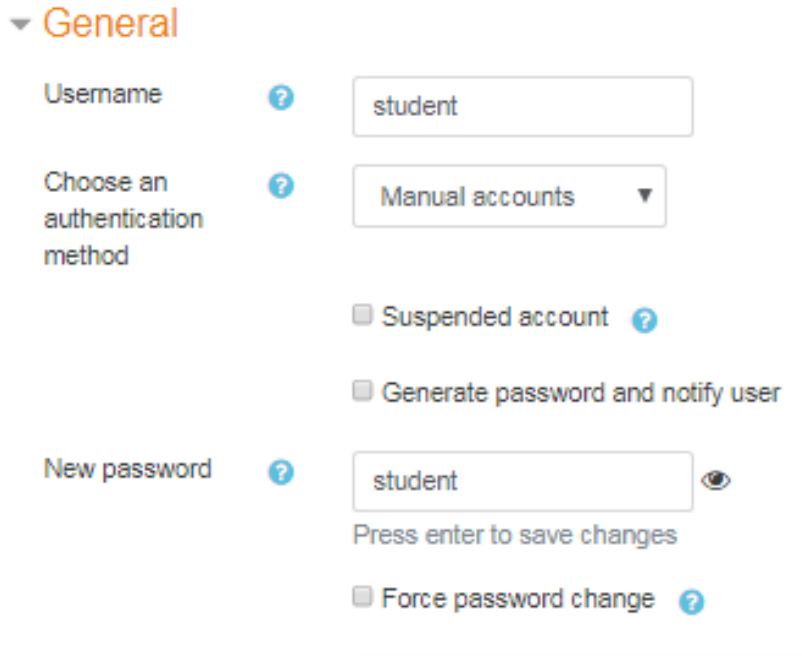 General
Username
student
Choose an
authentication
method
Manual accounts
Suspended account
Generate password and notify user
New password
student
Press enter to save changes
Force password change